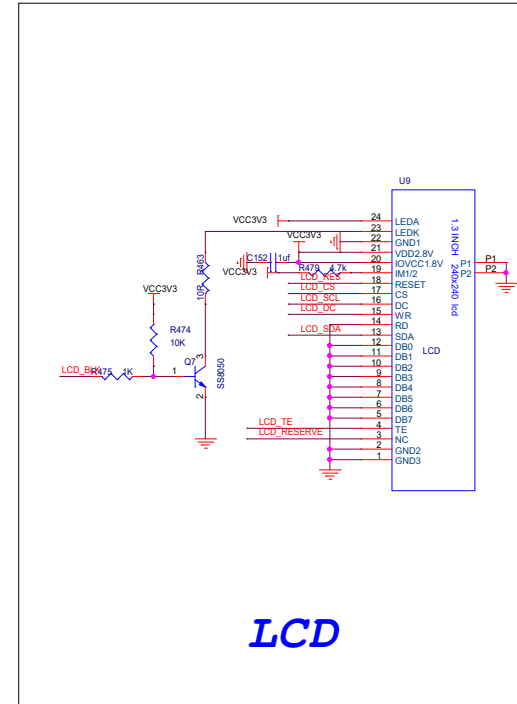 U9
VCC3V3
24 LEDA
23 LEDK
VCC3V3
22 GND1
21 VDD2.8V
C152 1uf
20 IOVCC1.8V
P1 P1
VCC3V3
R479 4.7k
19 IM1/2
P2 P2
LCD_RES
18 RESET
LCD_CS
17 CS
LCD_SCL
16 DC
LCD_DC
15 WR
14 RD
LCD_SDA
13 SDA
12 DB0
11 DB1
10 DB2
9 DB3
8 DB4
7 DB5
6 DB6
5 DB7
LCD_TE
4 TE
LCD_RESERVE
3 NC
2 GND2
1 GND3
1.3 INCH 240x240 lcd
LCD
R463
10R
VCC3V3
R474
10K
Q7
3
LCD_BLK
R475 1K
1
2
SS8050
LCD